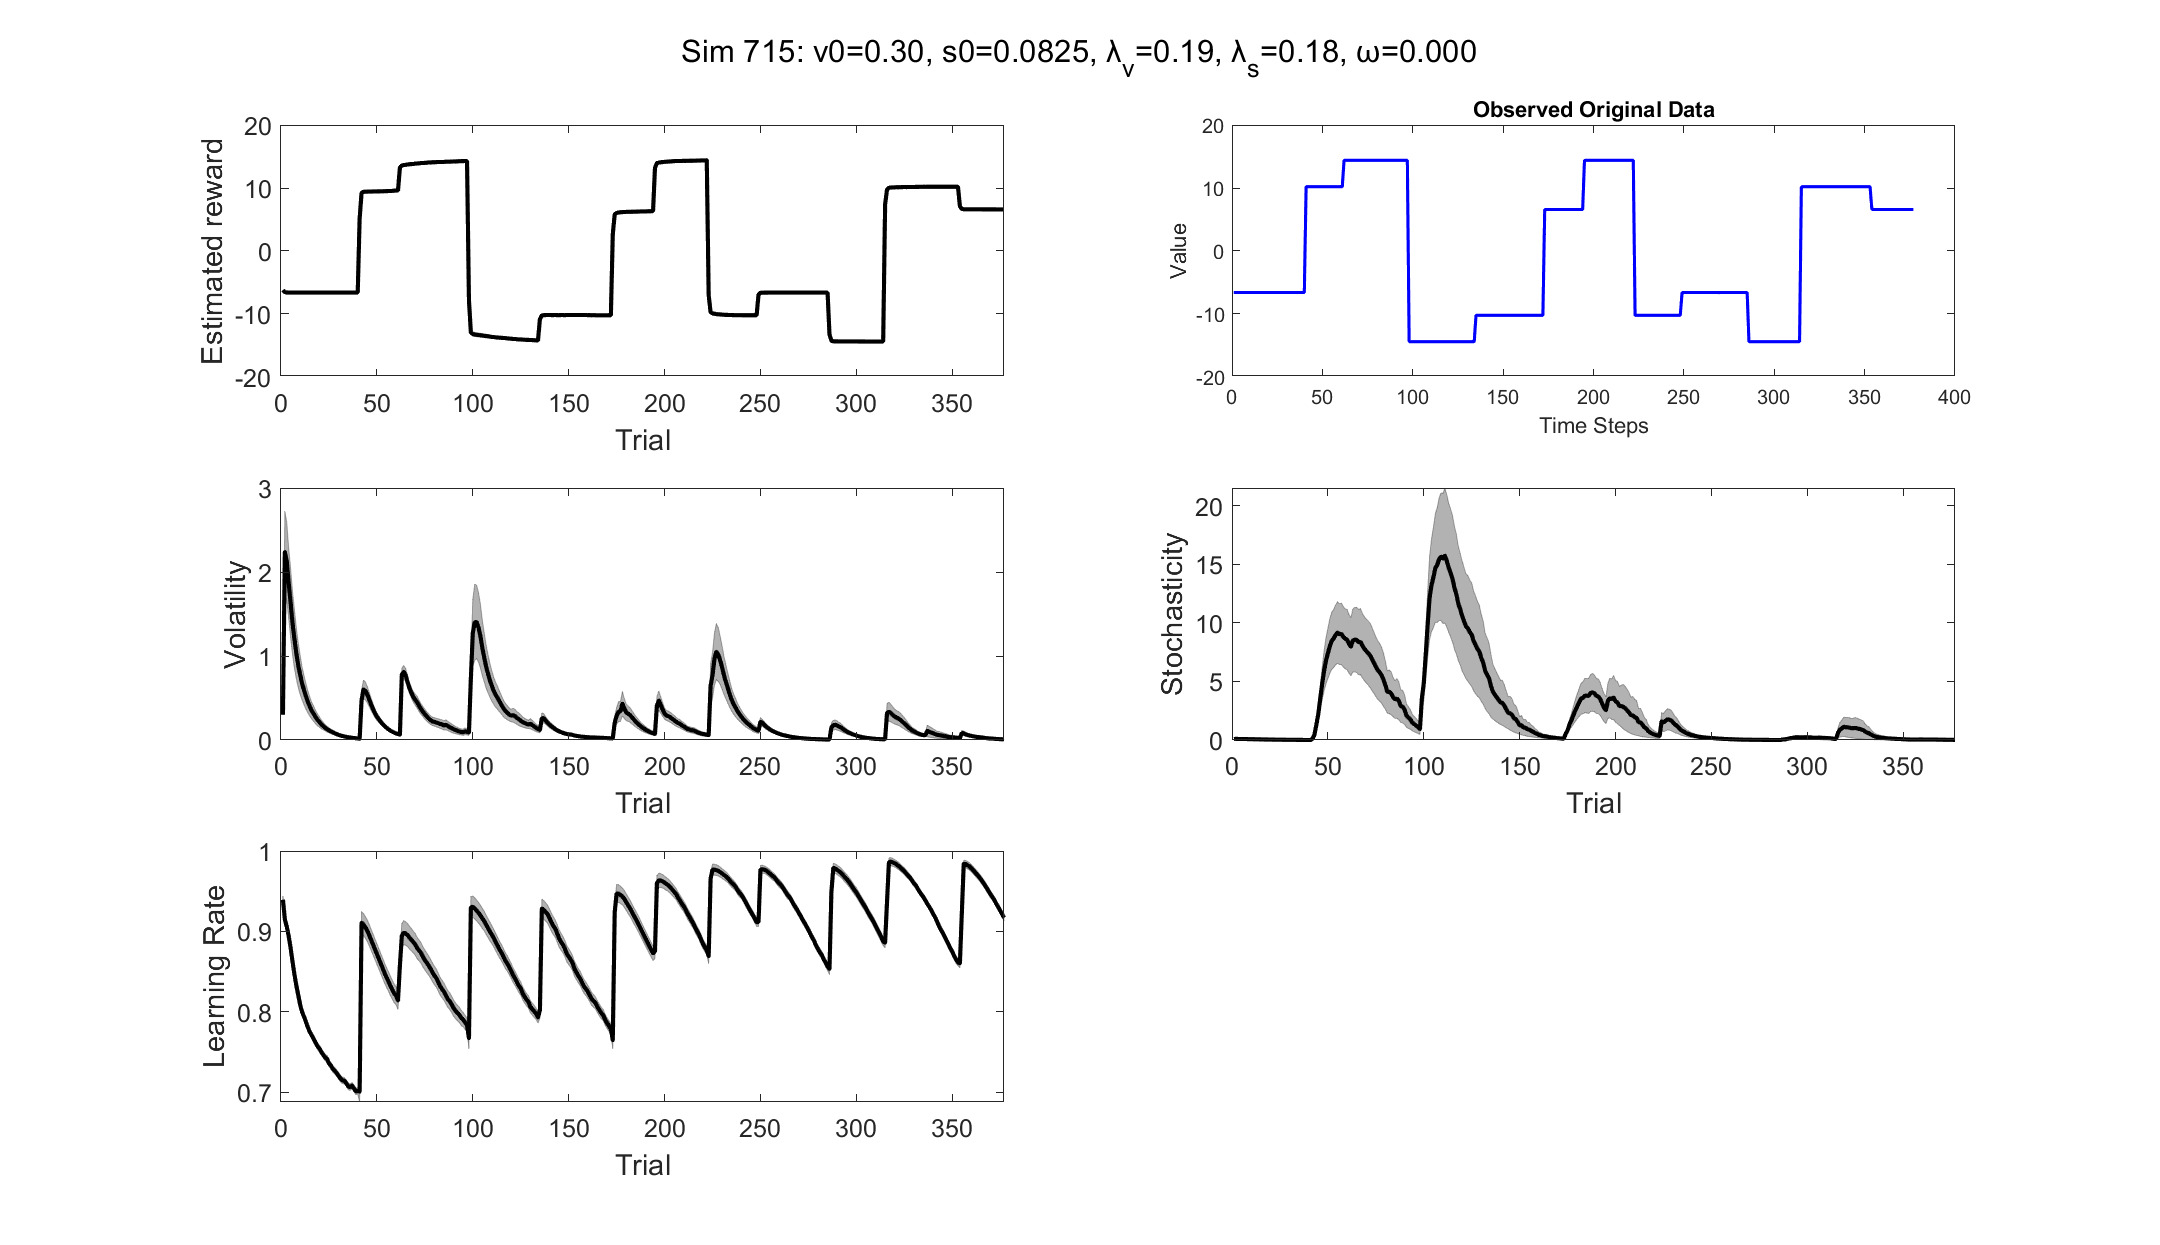 Sim 715: v0=0.30, s0=0.0825, λ_v=0.19, λ_s=0.18, ω=0.000
Estimated reward
20
10
0
-10
-20
0 50 100 150 200 250 300 350
Trial
Observed Original Data
Value
20
10
0
-10
-20
0 50 100 150 200 250 300 350 400
Time Steps
Volatility
3
2
1
0
0 50 100 150 200 250 300 350
Trial
Stochasticity
20
15
10
5
0
0 50 100 150 200 250 300 350
Trial
Learning Rate
1
0.9
0.8
0.7
0 50 100 150 200 250 300 350
Trial